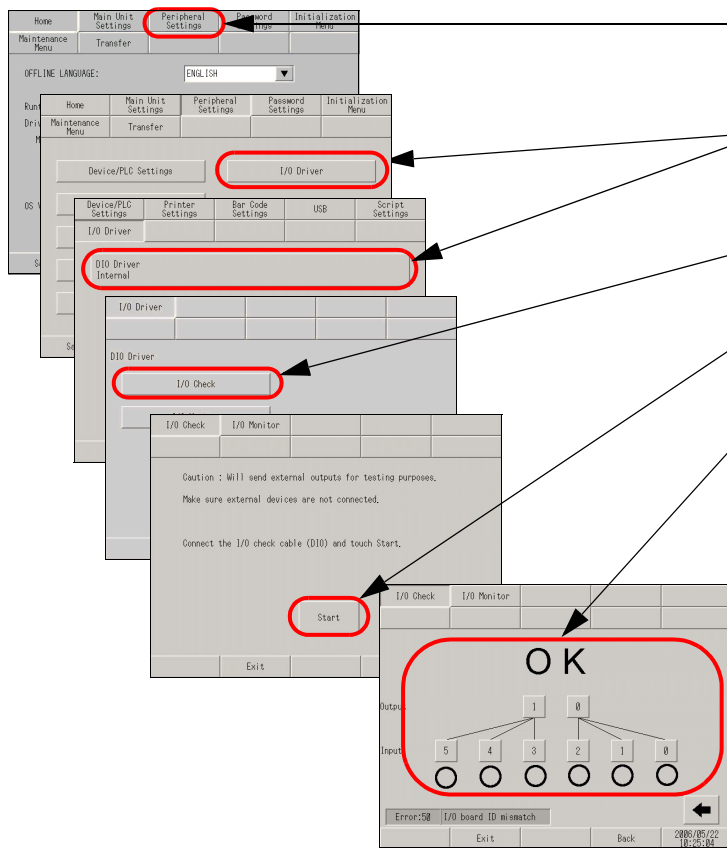 Home Main Unit Settings Peripheral Settings Password Settings Initialization Menu
Maintenance Menu Transfer
OFFLINE LANGUAGE: ENGLISH
Home Main Unit Settings Peripheral Settings Password Settings Initialization Menu
Maintenance Menu Transfer
Device/PLC Settings I/O Driver
Device/PLC Settings Printer Settings Bar Code Settings USB Script Settings
I/O Driver
DIO Driver
Internal
I/O Driver
DIO Driver
I/O Check
I/O Check I/O Monitor
Caution : Will send external outputs for testing purposes.
Make sure external devices are not connected.
Connect the I/O check cable (DIO) and touch Start.
Start
Exit
I/O Check I/O Monitor
OK
Output 1 0
Input 5 4 3 2 1 0
Error:50 I/O board ID mismatch
Exit Back 2006/05/22
10:25:04